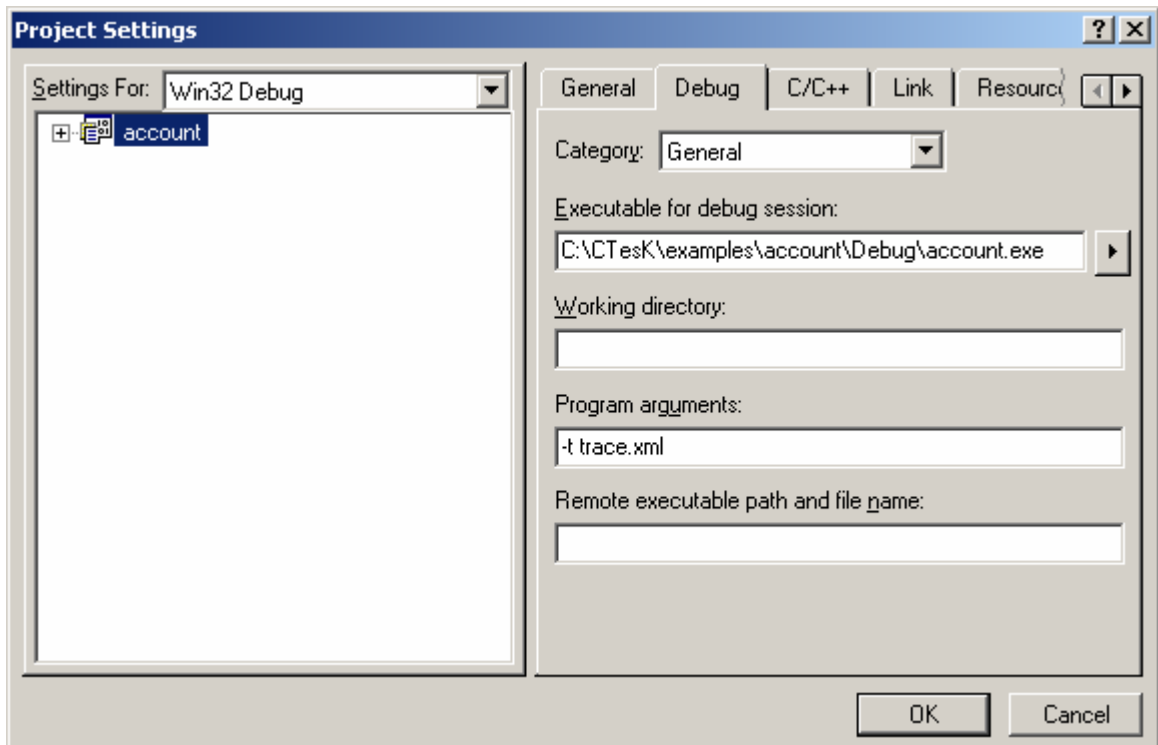 Project Settings
Settings For: Win32 Debug
account
General Debug C/C++ Link Resourc
Category: General
Executable for debug session:
C:\CTesK\examples\account\Debug\account.exe
Working directory:
Program arguments:
-t trace.xml
Remote executable path and file name:
OK Cancel